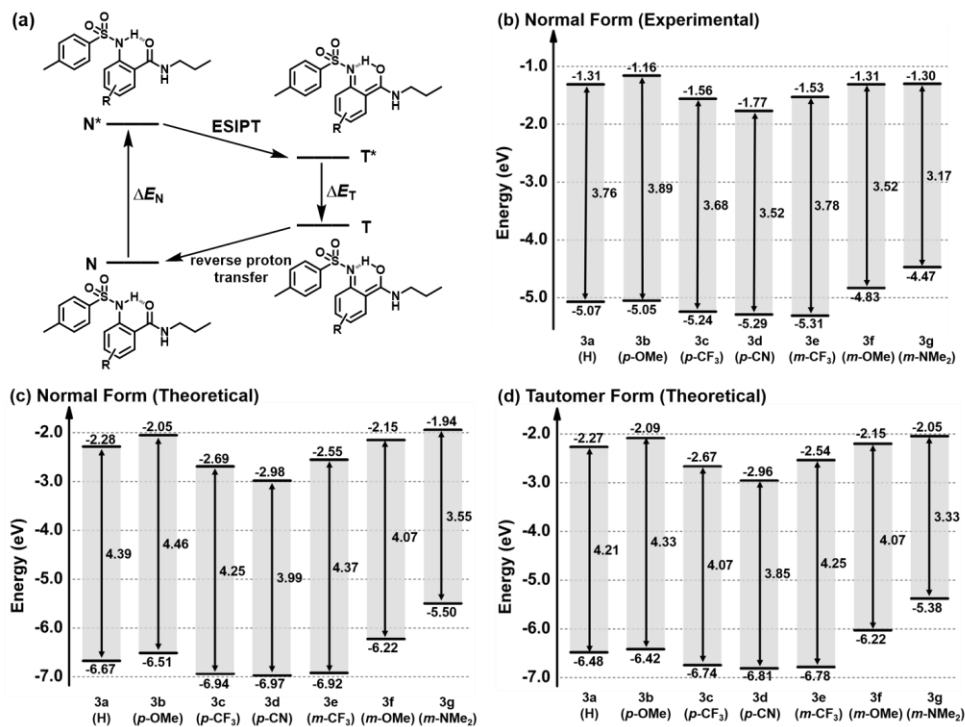 (a)
O O
S
N
H
O
N
H
R
N*
ESIPT
O O
S
N
H
O
NH
R
T*
ΔEN
ΔET
T
N
reverse proton
transfer
O O
S
N
H
O
N
H
R
O O
S
N
H
O
NH
R
(b) Normal Form (Experimental)
Energy (eV)
-1.0
-2.0
-3.0
-4.0
-5.0
-1.31 -1.16 -1.56 -1.77 -1.53 -1.31 -1.30
3.76 3.89 3.68 3.52 3.78 3.52 3.17
-5.07 -5.05 -5.24 -5.29 -5.31 -4.83 -4.47
3a 3b 3c 3d 3e 3f 3g
(H) (p-OMe) (p-CF3) (p-CN) (m-CF3) (m-OMe) (m-NMe2)
(c) Normal Form (Theoretical)
Energy (eV)
-2.0
-3.0
-4.0
-5.0
-6.0
-7.0
-2.28 -2.05 -2.69 -2.98 -2.55 -2.15 -1.94
4.39 4.46 4.25 3.99 4.37 4.07 3.55
-6.67 -6.51 -6.94 -6.97 -6.92 -6.22 -5.50
3a 3b 3c 3d 3e 3f 3g
(H) (p-OMe) (p-CF3) (p-CN) (m-CF3) (m-OMe) (m-NMe2)
(d) Tautomer Form (Theoretical)
Energy (eV)
-2.0
-3.0
-4.0
-5.0
-6.0
-7.0
-2.27 -2.09 -2.67 -2.96 -2.54 -2.15 -2.05
4.21 4.33 4.07 3.85 4.25 4.07 3.33
-6.48 -6.42 -6.74 -6.81 -6.78 -6.22 -5.38
3a 3b 3c 3d 3e 3f 3g
(H) (p-OMe) (p-CF3) (p-CN) (m-CF3) (m-OMe) (m-NMe2)